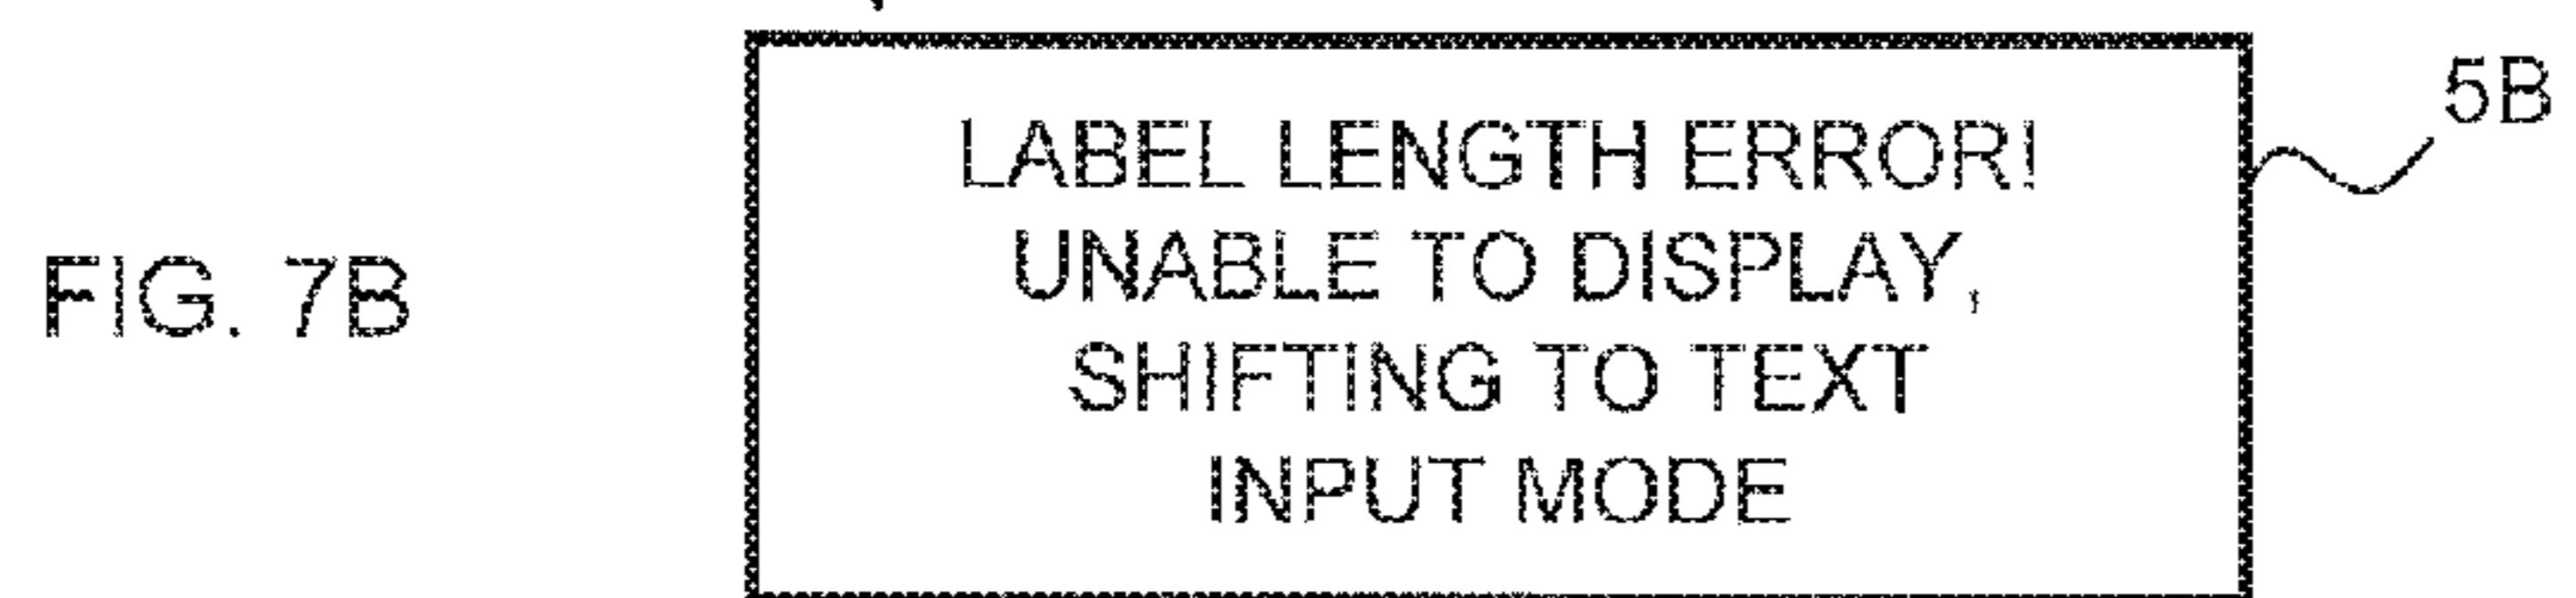 5B
LABEL LENGTH ERROR!
UNABLE TO DISPLAY,
SHIFTING TO TEXT
INPUT MODE
FIG. 7B